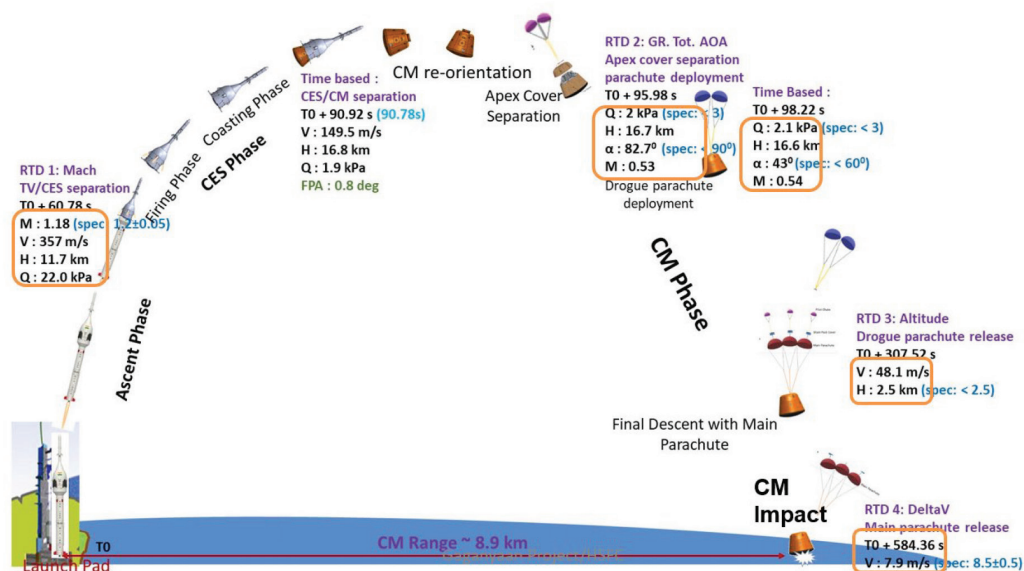 RTD 1: Mach
TV/CES separation
T0 + 60.78 s
M : 1.18 (spec: 1.2±0.05)
V : 357 m/s
H : 11.7 km
Q : 22.0 kPa
Ascent Phase
Firing Phase
Coasting Phase
CES Phase
Time based :
CES/CM separation
T0 + 90.92 s (90.78s)
V : 149.5 m/s
H : 16.8 km
Q : 1.9 kPa
FPA : 0.8 deg
CM re-orientation
Apex Cover
Separation
RTD 2: GR. Tot. AOA
Apex cover separation
parachute deployment
T0 + 95.98 s
Q : 2 kPa (spec: < 3)
H : 16.7 km
α : 82.7⁰ (spec: < 90⁰)
M : 0.53
Drogue parachute
deployment
Time Based :
T0 + 98.22 s
Q : 2.1 kPa (spec: < 3)
H : 16.6 km
α : 43⁰ (spec: < 60⁰)
M : 0.54
CM Phase
Main Parachute
RTD 3: Altitude
Drogue parachute release
T0 + 307.52 s
V : 48.1 m/s
H : 2.5 km (spec: < 2.5)
Final Descent with Main
Parachute
CM
Impact
RTD 4: DeltaV
Main parachute release
T0 + 584.36 s
V : 7.9 m/s (spec: 8.5±0.5)
T0
CM Range ~ 8.9 km
Launch Pad